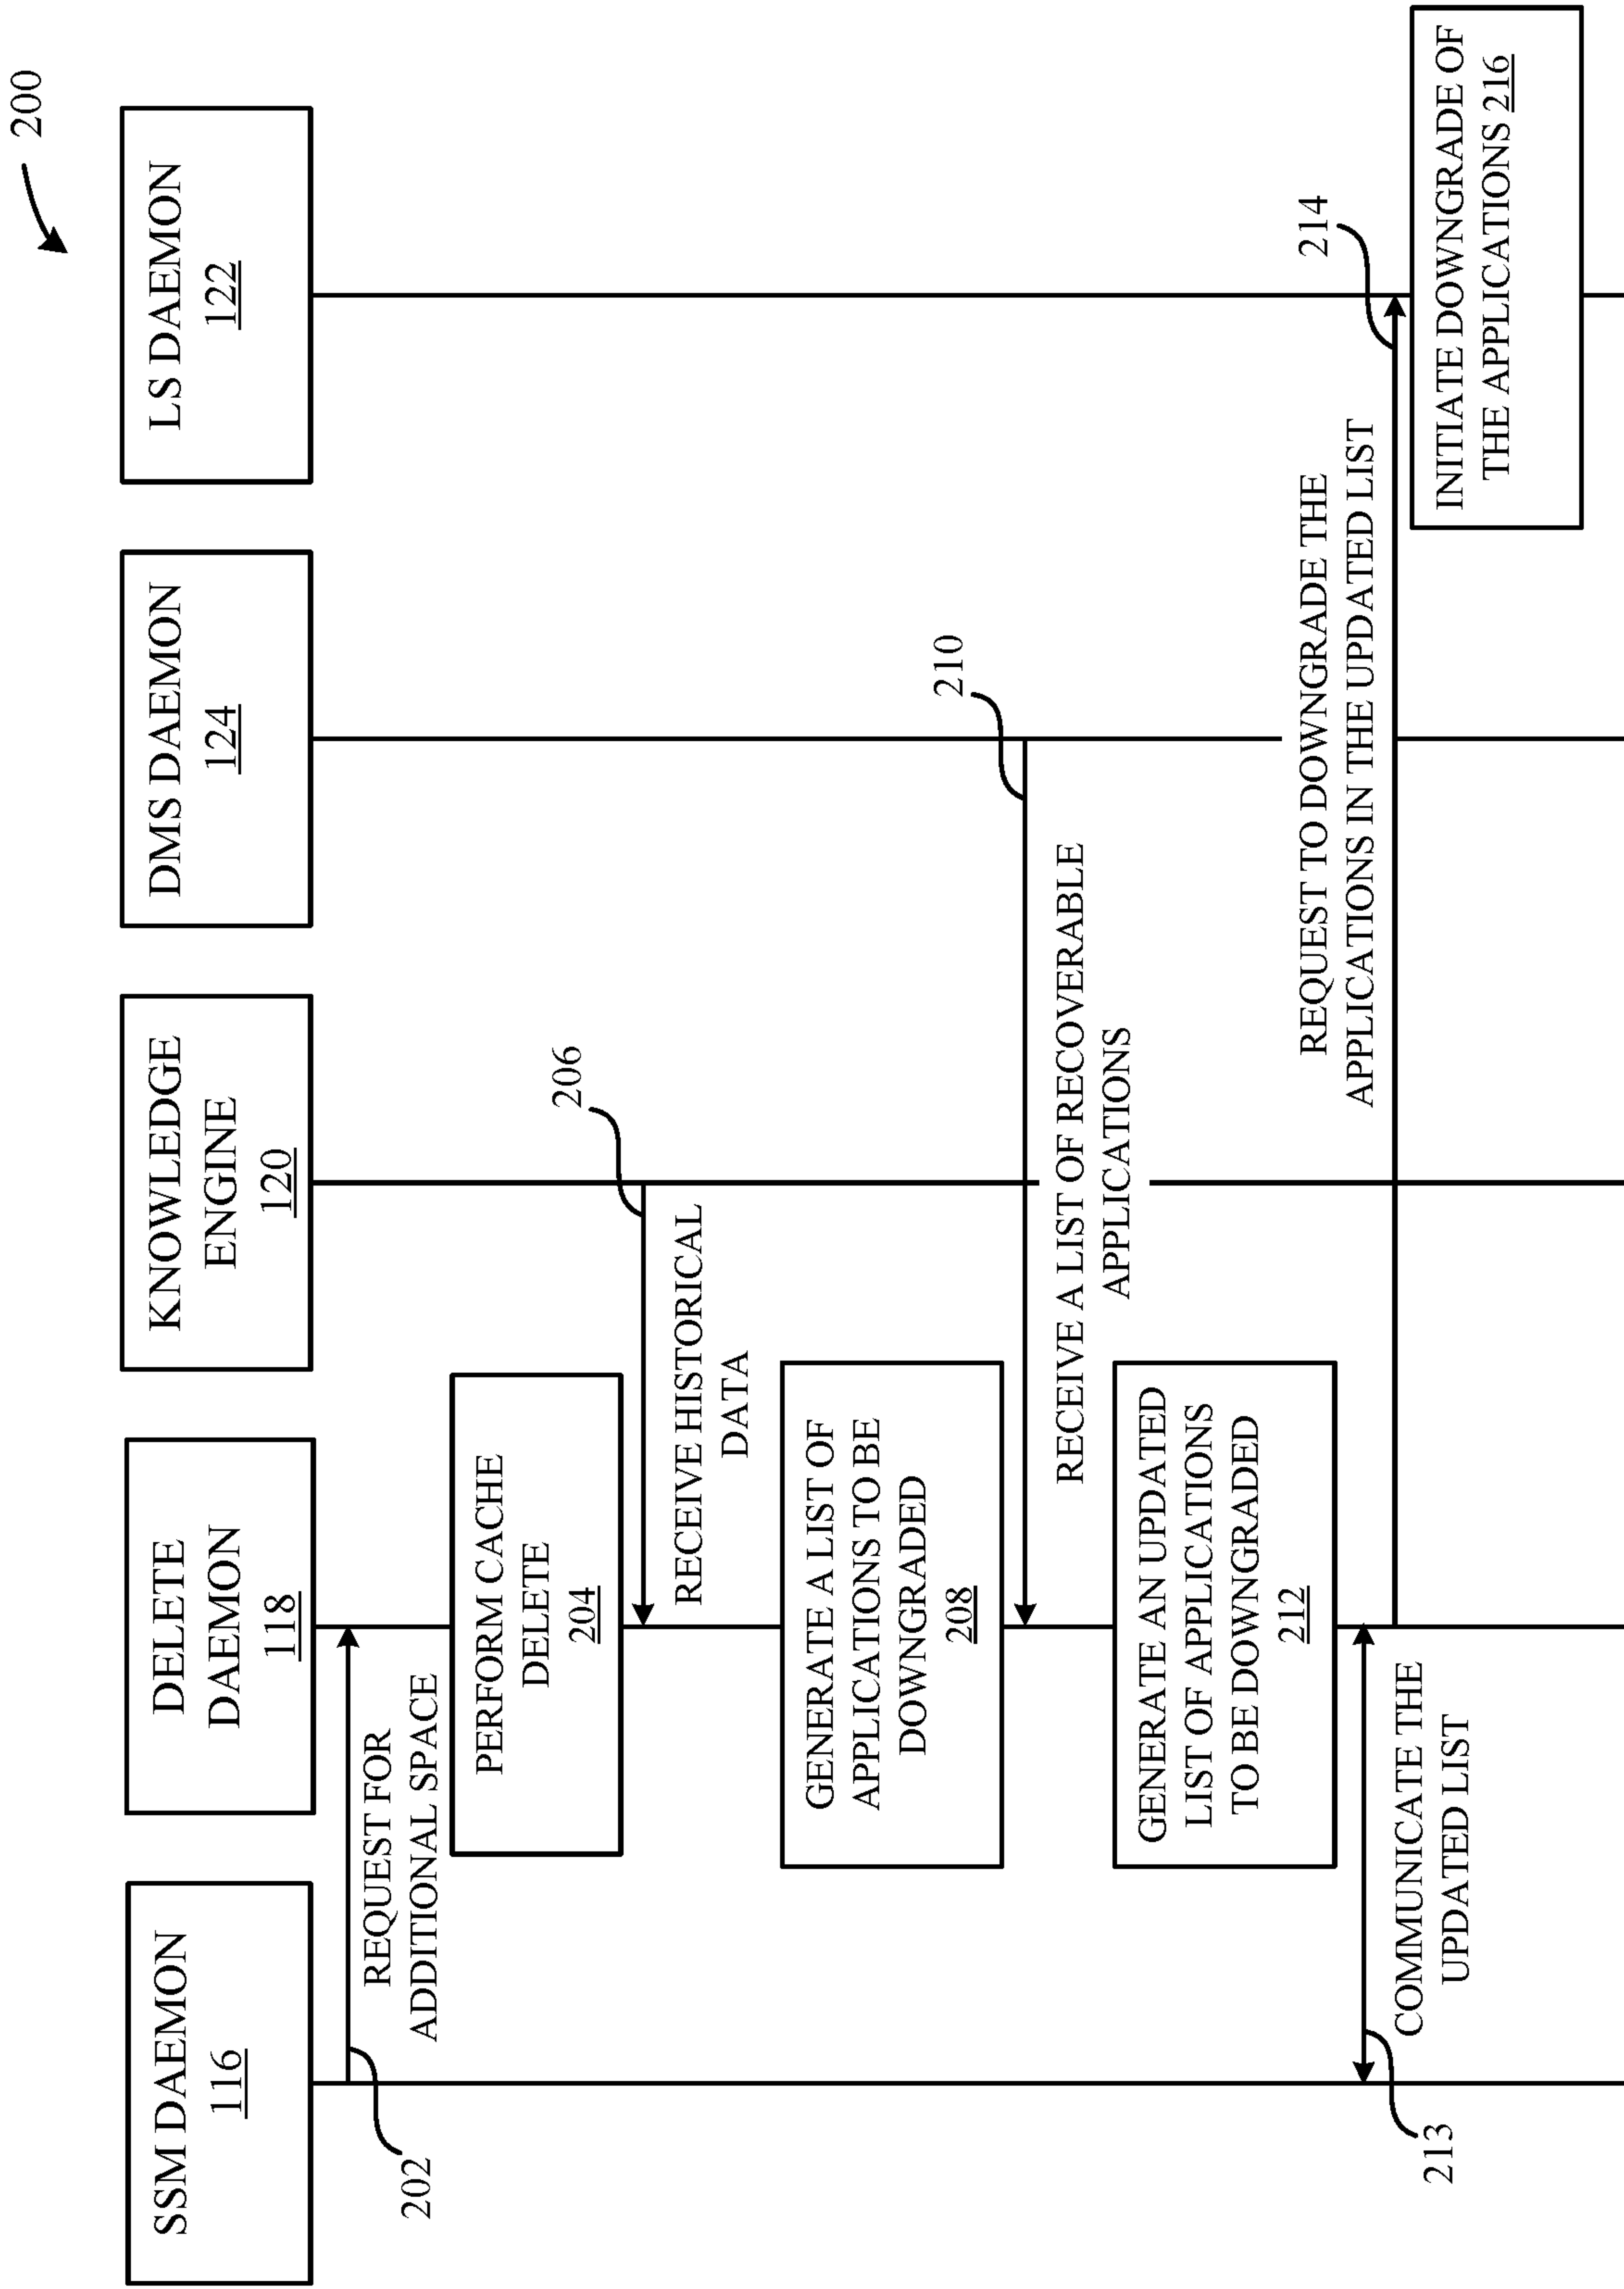 200
SSM DAEMON
116
DELETE
DAEMON
118
KNOWLEDGE
ENGINE
120
DMS DAEMON
124
LS DAEMON
122
202
REQUEST FOR
ADDITIONAL SPACE
PERFORM CACHE
DELETE
204
206
RECEIVE HISTORICAL
DATA
GENERATE A LIST OF
APPLICATIONS TO BE
DOWNGRADED
208
210
RECEIVE A LIST OF RECOVERABLE
APPLICATIONS
GENERATE AN UPDATED
LIST OF APPLICATIONS
TO BE DOWNGRADED
212
213
COMMUNICATE THE
UPDATED LIST
214
REQUEST TO DOWNGRADE THE
APPLICATIONS IN THE UPDATED LIST
INITIATE DOWNGRADE OF
THE APPLICATIONS 216